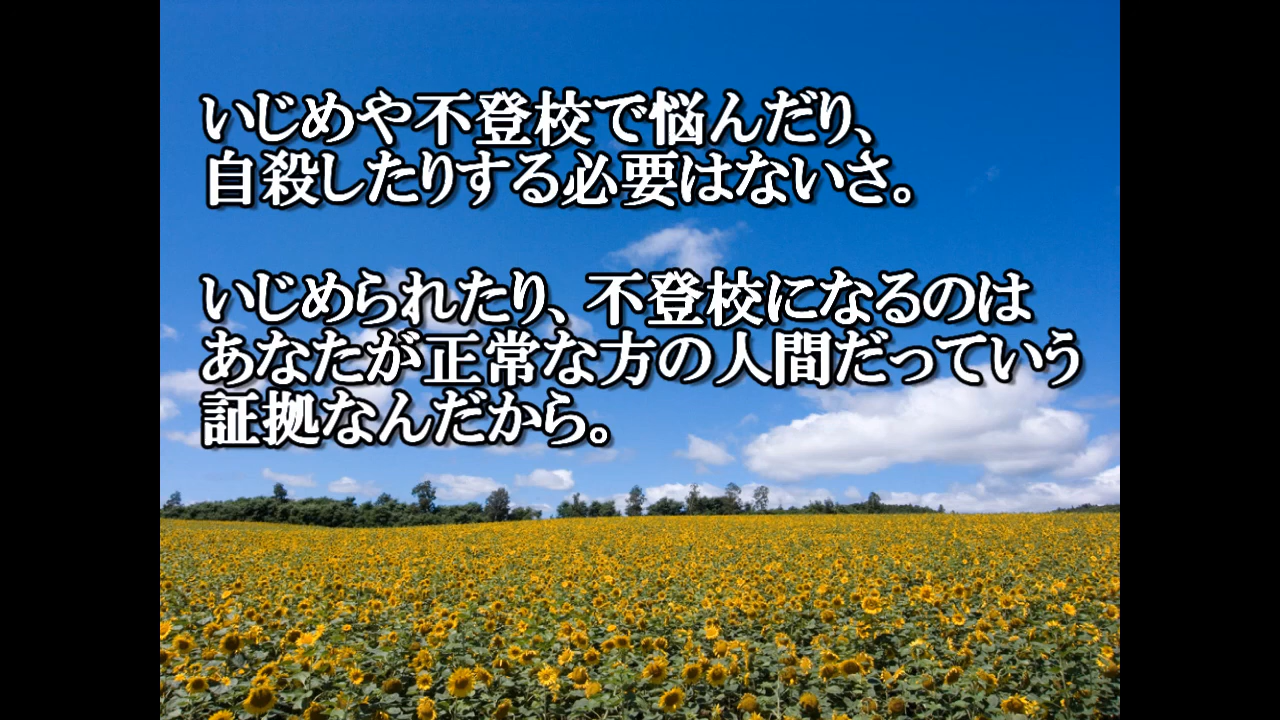 いじめや不登校で悩んだり、
自殺したりする必要はないさ。
いじめられたり、不登校になるのは
あなたが正常な方の人間だっていう
証拠なんだから。